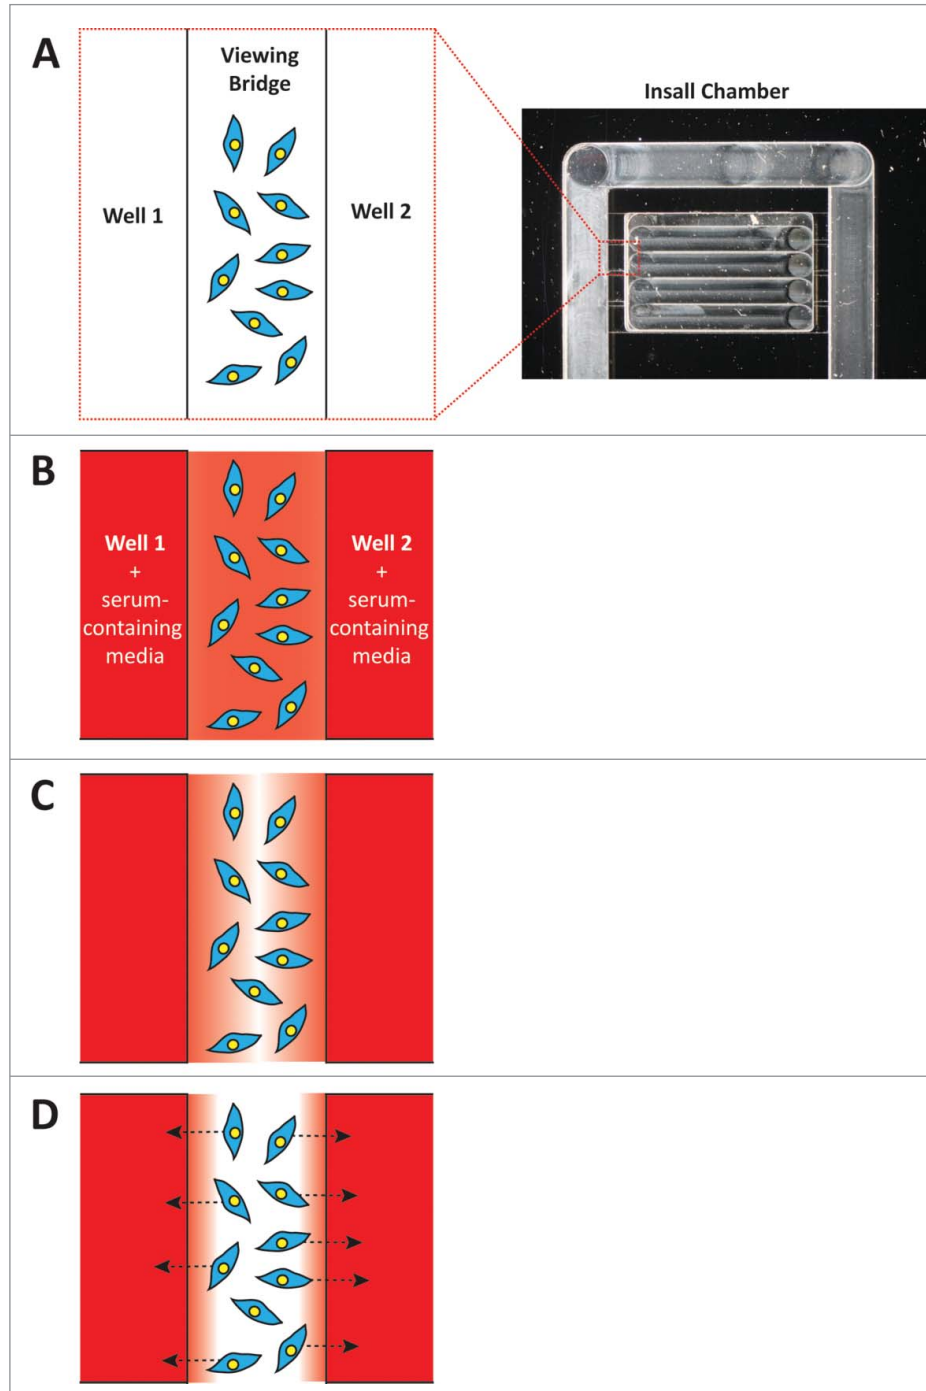 A
Viewing
Bridge
Well 1
Well 2
Insall Chamber
B
Well 1
+
serum-
containing
media
Well 2
+
serum-
containing
media
C
D